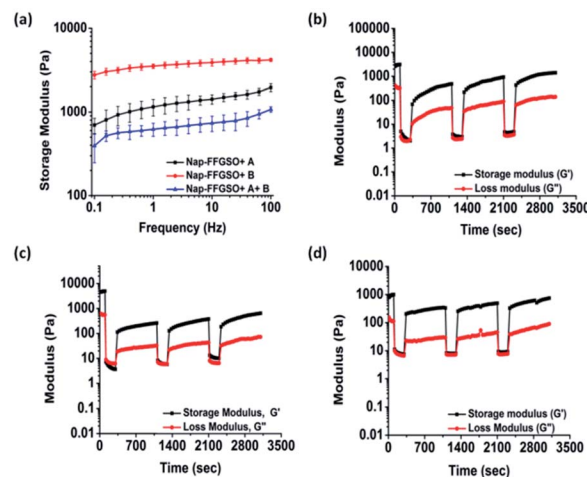 (a)
Storage Modulus (Pa)
10000
1000
100
0.1
1
10
100
Frequency (Hz)
Nap-FFGSO+ A
Nap-FFGSO+ B
Nap-FFGSO+ A+ B
(b)
Modulus (Pa)
10000
1000
100
10
1
0.1
0.01
0
700
1400
2100
2800
3500
Time (sec)
Storage modulus (G')
Loss modulus (G")
(c)
Modulus (Pa)
10000
1000
100
10
1
0.1
0.01
0
700
1400
2100
2800
3500
Time (sec)
Storage Modulus, G'
Loss Modulus, G"
(d)
Modulus (Pa)
10000
1000
100
10
1
0.1
0.01
0
700
1400
2100
2800
3500
Time (sec)
Storage modulus (G')
Loss Modulus (G")